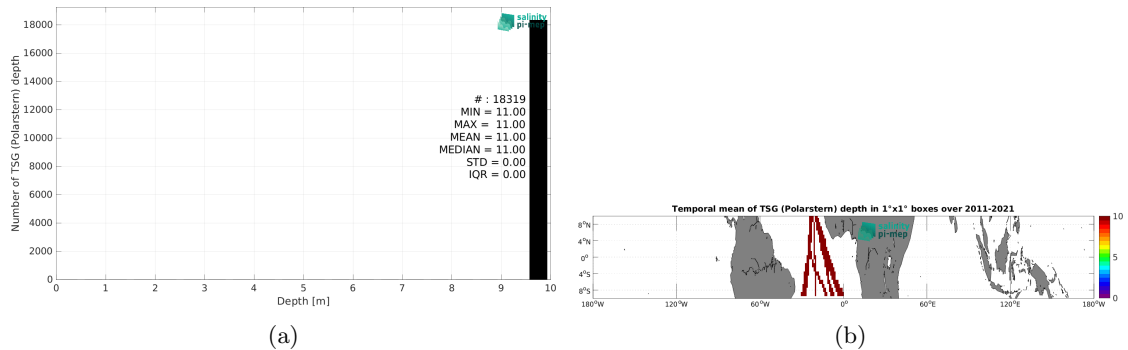 18000
16000
14000
12000
10000
8000
6000
4000
2000
0
Number of TSG (Polarstern) depth
salinity
pi-mep
# : 18319
MIN = 11.00
MAX = 11.00
MEAN = 11.00
MEDIAN = 11.00
STD = 0.00
IQR = 0.00
0 1 2 3 4 5 6 7 8 9 10
Depth [m]
(a)
Temporal mean of TSG (Polarstern) depth in 1°x1° boxes over 2011-2021
8°N
4°N
0°
4°S
8°S
salinity
pi-mep
180°W 120°W 60°W 0° 60°E 120°E 180°W
10
5
0
(b)